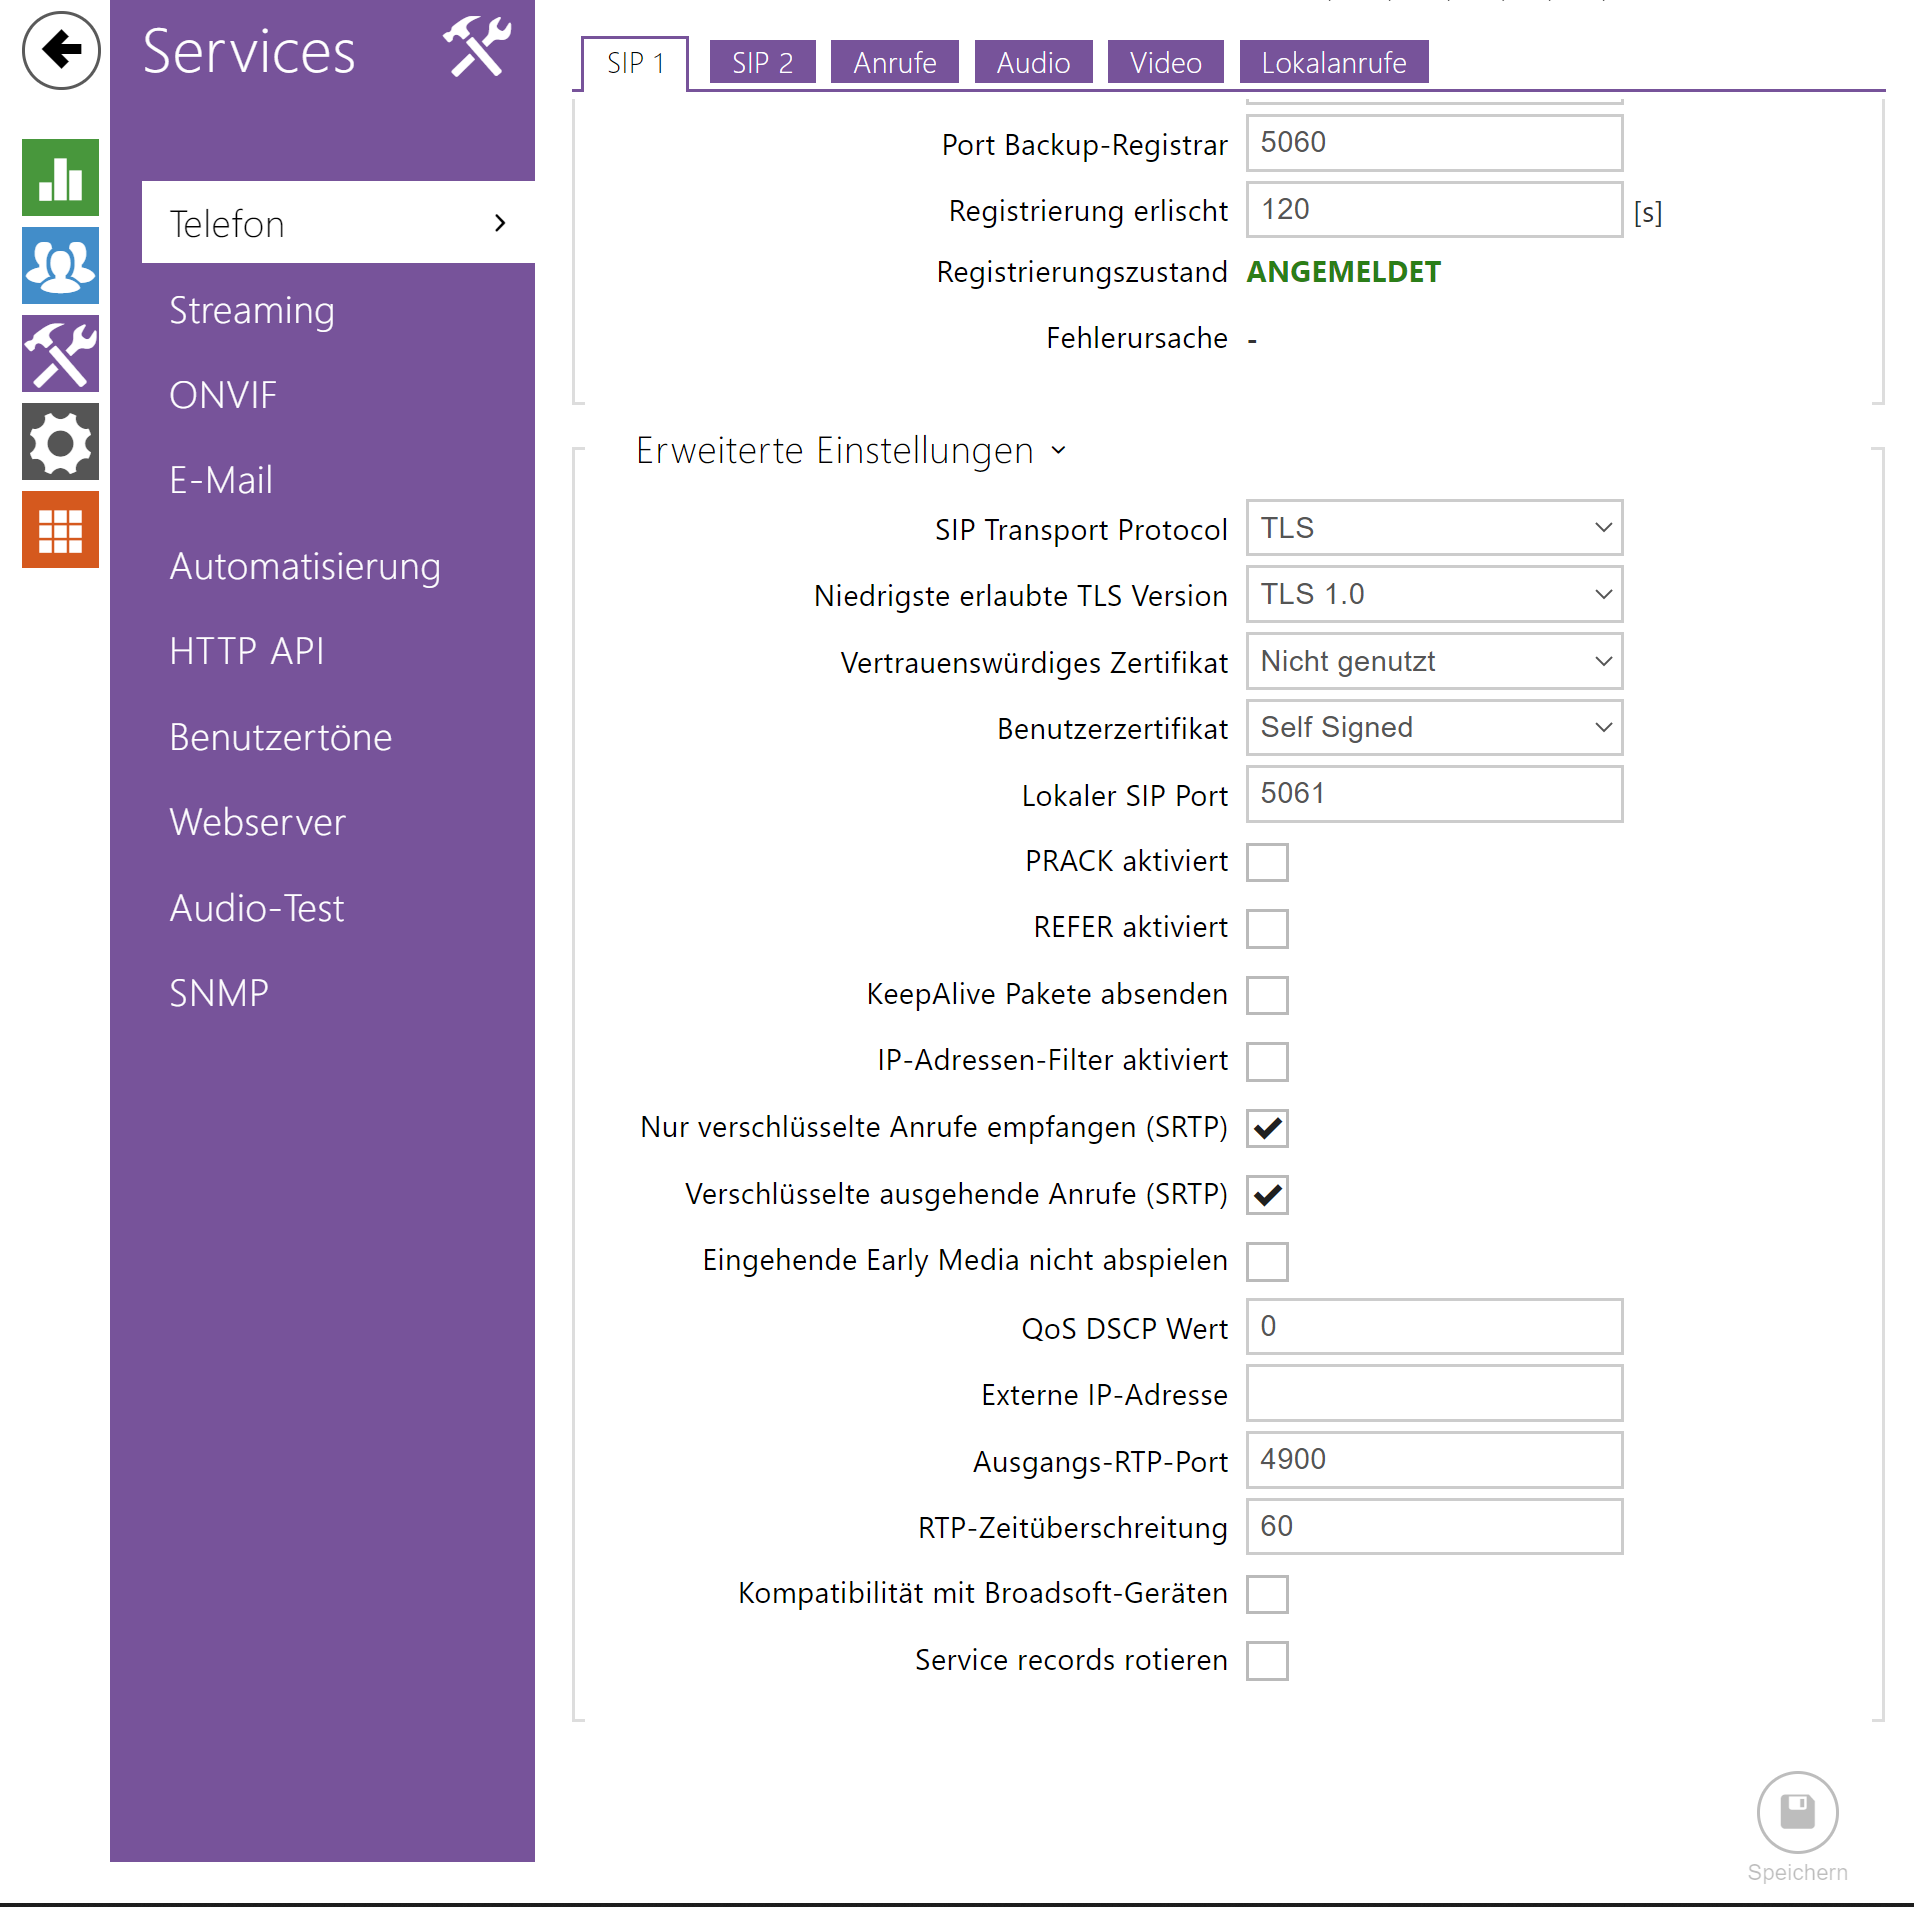 Services
Telefon
Streaming
ONVIF
E-Mail
Automatisierung
HTTP API
Benutzertöne
Webserver
Audio-Test
SNMP
SIP 1 SIP 2 Anrufe Audio Video Lokalanrufe
Port Backup-Registrar 5060
Registrierung erlischt 120 [s]
Registrierungszustand ANGEMELDET
Fehlerursache -
Erweiterte Einstellungen
SIP Transport Protocol TLS
Niedrigste erlaubte TLS Version TLS 1.0
Vertrauenswürdiges Zertifikat Nicht genutzt
Benutzerzertifikat Self Signed
Lokaler SIP Port 5061
PRACK aktiviert
REFER aktiviert
KeepAlive Pakete absenden
IP-Adressen-Filter aktiviert
Nur verschlüsselte Anrufe empfangen (SRTP)
Verschlüsselte ausgehende Anrufe (SRTP)
Eingehende Early Media nicht abspielen
QoS DSCP Wert 0
Externe IP-Adresse
Ausgangs-RTP-Port 4900
RTP-Zeitüberschreitung 60
Kompatibilität mit Broadsoft-Geräten
Service records rotieren
Speichern